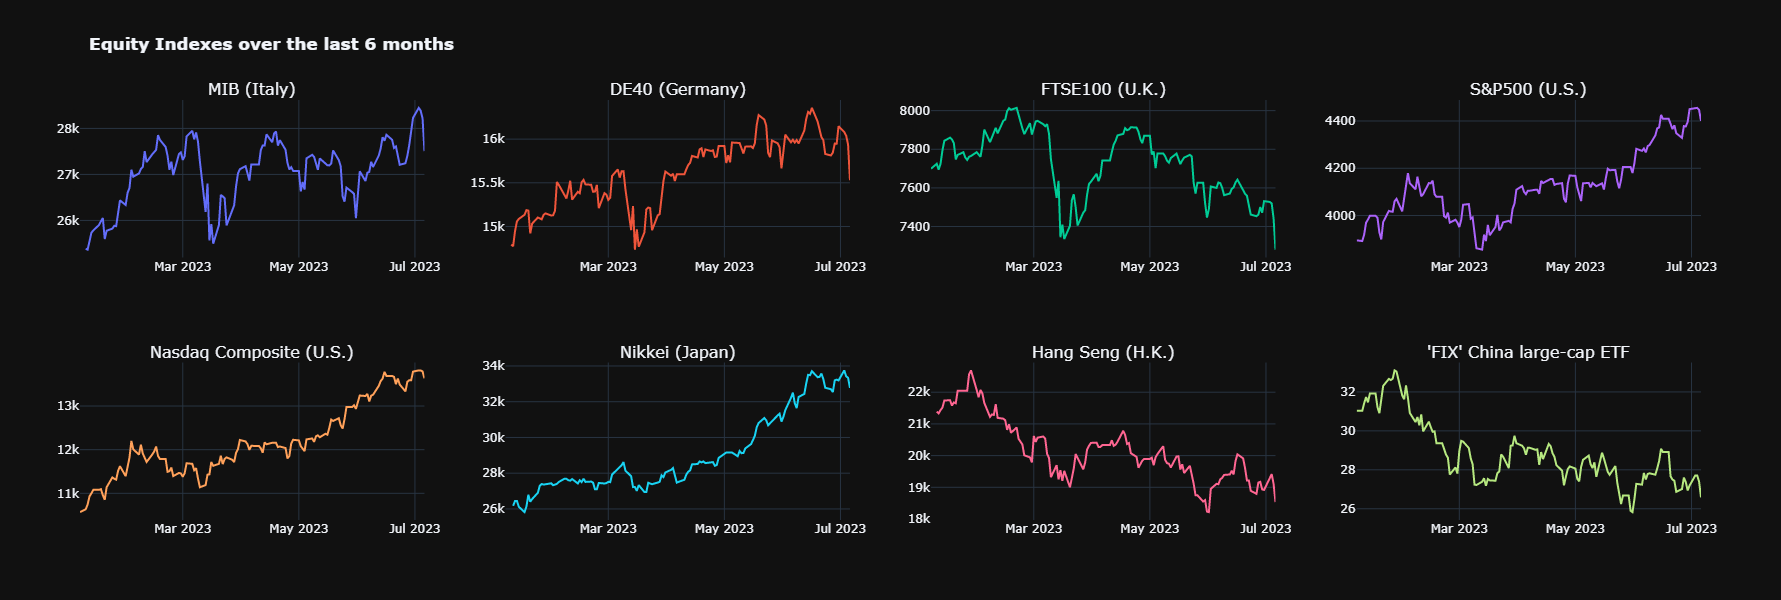 Equity Indexes over the last 6 months
MIB (Italy)
28k
27k
26k
Mar 2023
May 2023
Jul 2023
DE40 (Germany)
16k
15.5k
15k
Mar 2023
May 2023
Jul 2023
FTSE100 (U.K.)
8000
7800
7600
7400
Mar 2023
May 2023
Jul 2023
S&P500 (U.S.)
4400
4200
4000
Mar 2023
May 2023
Jul 2023
Nasdaq Composite (U.S.)
13k
12k
11k
Mar 2023
May 2023
Jul 2023
Nikkei (Japan)
34k
32k
30k
28k
26k
Mar 2023
May 2023
Jul 2023
Hang Seng (H.K.)
22k
21k
20k
19k
18k
Mar 2023
May 2023
Jul 2023
'FIX' China large-cap ETF
32
30
28
26
Mar 2023
May 2023
Jul 2023